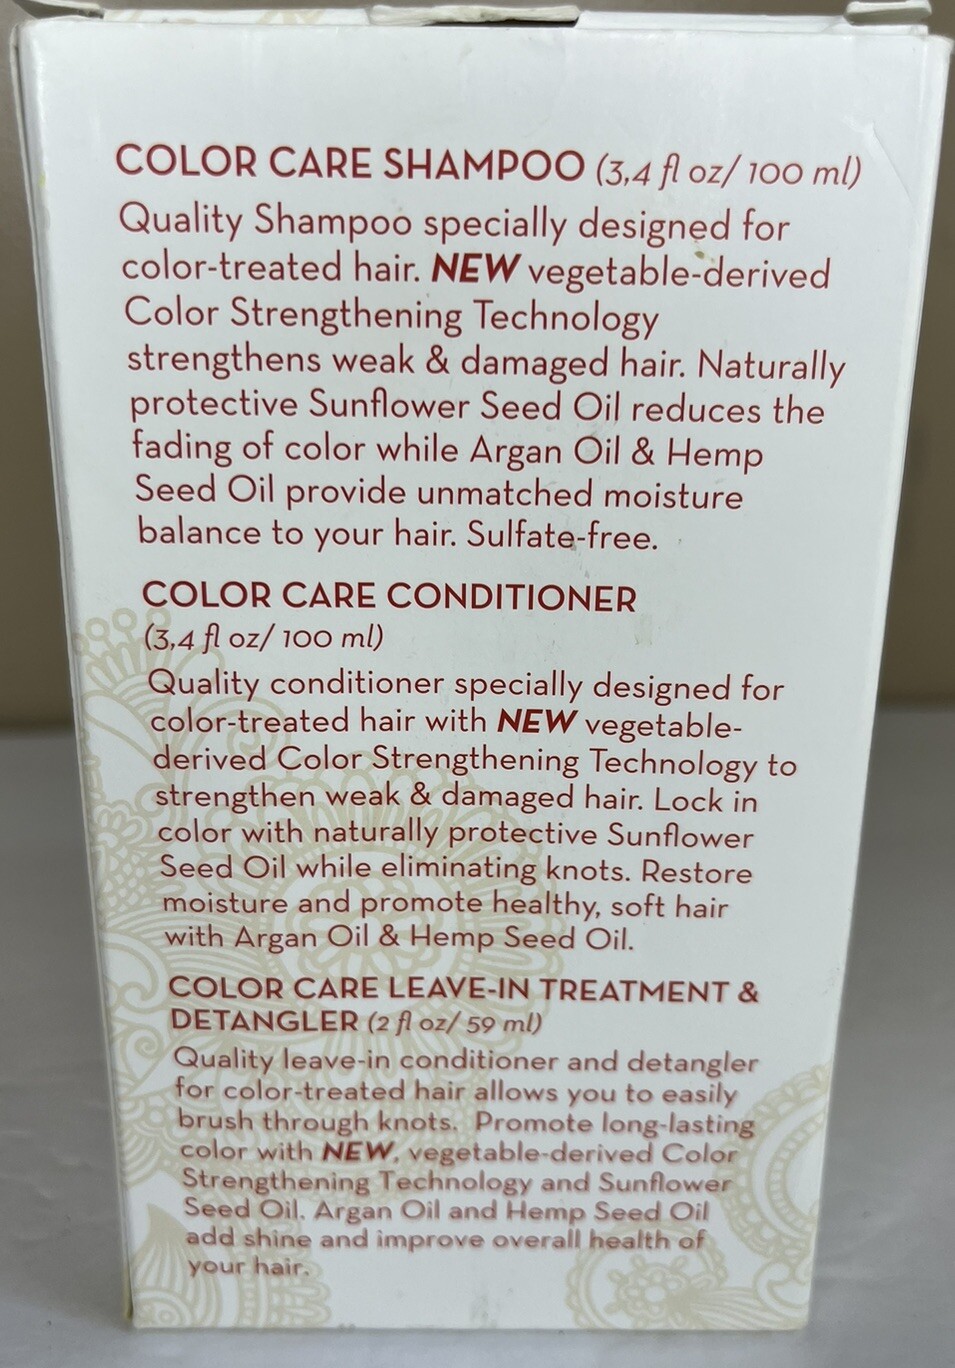 COLOR CARE SHAMPOO (3,4 fl oz/ 100 ml)
Quality Shampoo specially designed for
color-treated hair. NEW vegetable-derived
Color Strengthening Technology
strengthens weak & damaged hair. Naturally
protective Sunflower Seed Oil reduces the
fading of color while Argan Oil & Hemp
Seed Oil provide unmatched moisture
balance to your hair. Sulfate-free.
COLOR CARE CONDITIONER
(3,4 fl oz/ 100 ml)
Quality conditioner specially designed for
color-treated hair with NEW vegetable-
derived Color Strengthening Technology to
strengthen weak & damaged hair. Lock in
color with naturally protective Sunflower
Seed Oil while eliminating knots. Restore
moisture and promote healthy, soft hair
with Argan Oil & Hemp Seed Oil.
COLOR CARE LEAVE-IN TREATMENT &
DETANGLER (2 fl oz/ 59 ml)
Quality leave-in conditioner and detangler
for color-treated hair allows you to easily
brush through knots. Promote long-lasting
color with NEW, vegetable-derived Color
Strengthening Technology and Sunflower
Seed Oil. Argan Oil and Hemp Seed Oil
add shine and improve overall health of
your hair.